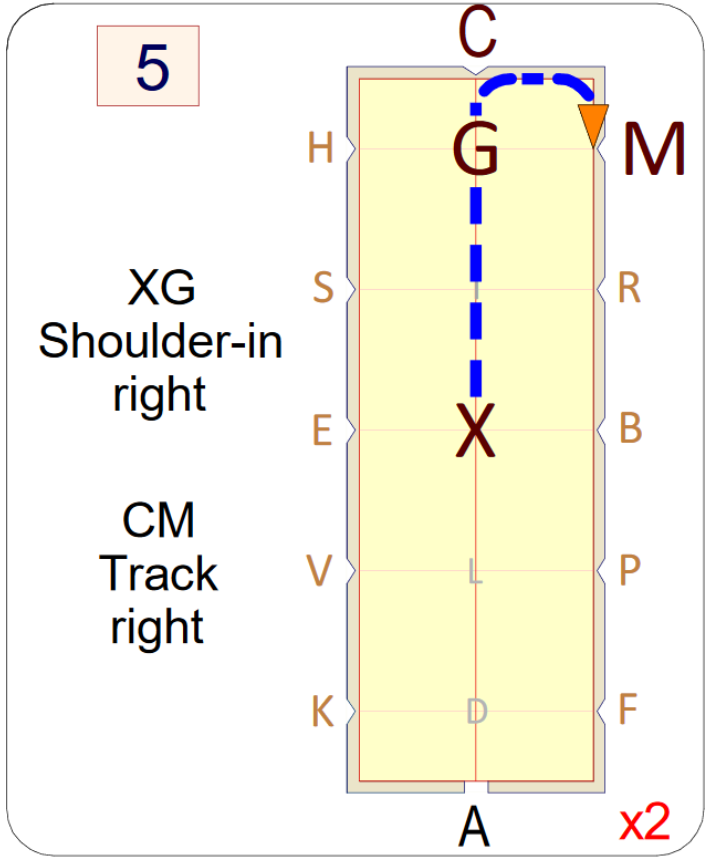 5
C
H G M
S I R
XG
Shoulder-in
right
E X B
CM
Track
right
V L P
K D F
A
x2